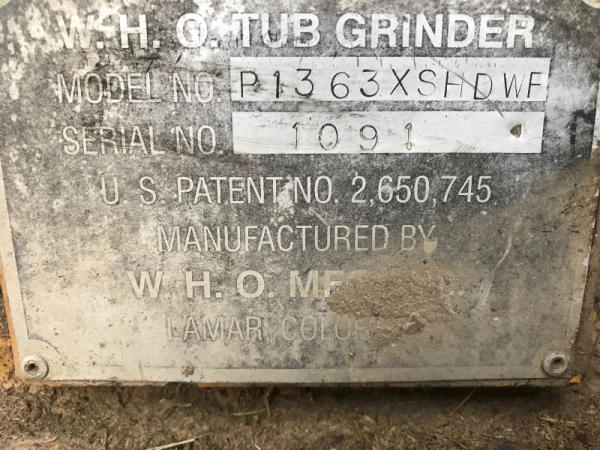 W. H. O. TUB GRINDER
MODEL NO. P1363XSHDWF
SERIAL NO. 1091
U. S. PATENT NO. 2,650,745
MANUFACTURED BY
W. H. O.
LAMAR,